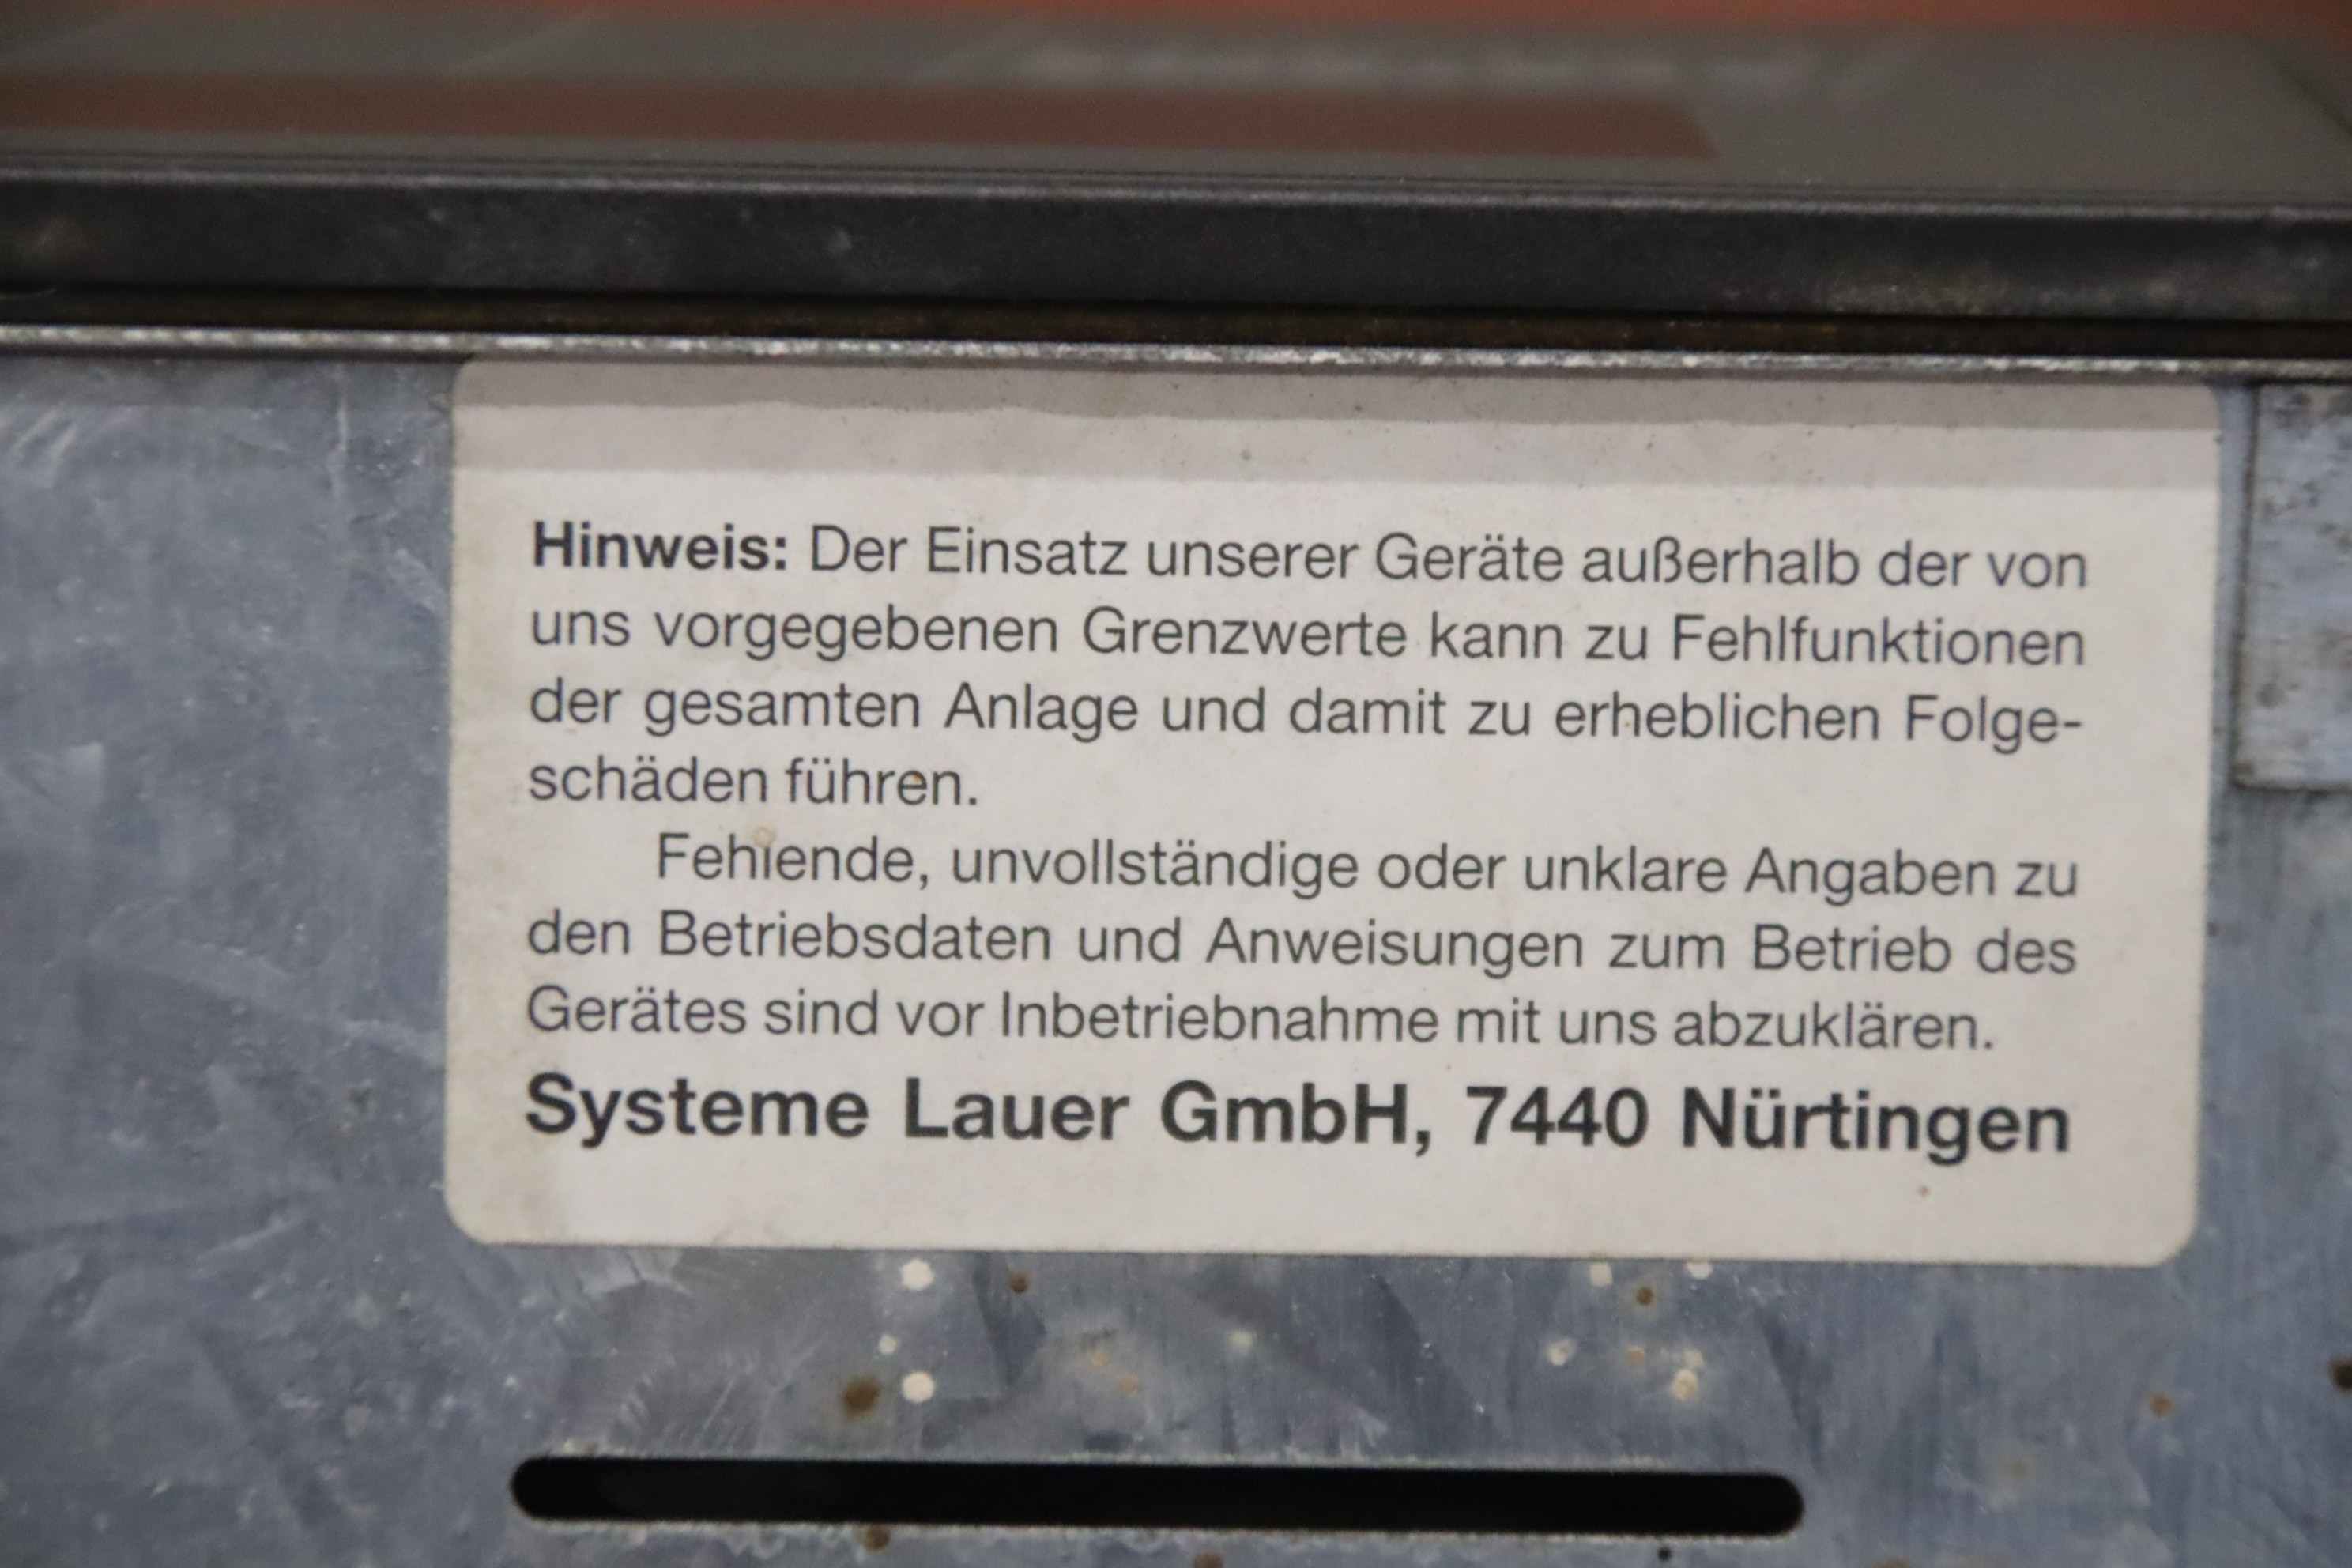 Hinweis: Der Einsatz unserer Geräte außerhalb der von
uns vorgegebenen Grenzwerte kann zu Fehlfunktionen
der gesamten Anlage und damit zu erheblichen Folge-
schäden führen.
Fehlende, unvollständige oder unklare Angaben zu
den Betriebsdaten und Anweisungen zum Betrieb des
Gerätes sind vor Inbetriebnahme mit uns abzuklären.
Systeme Lauer GmbH, 7440 Nürtingen